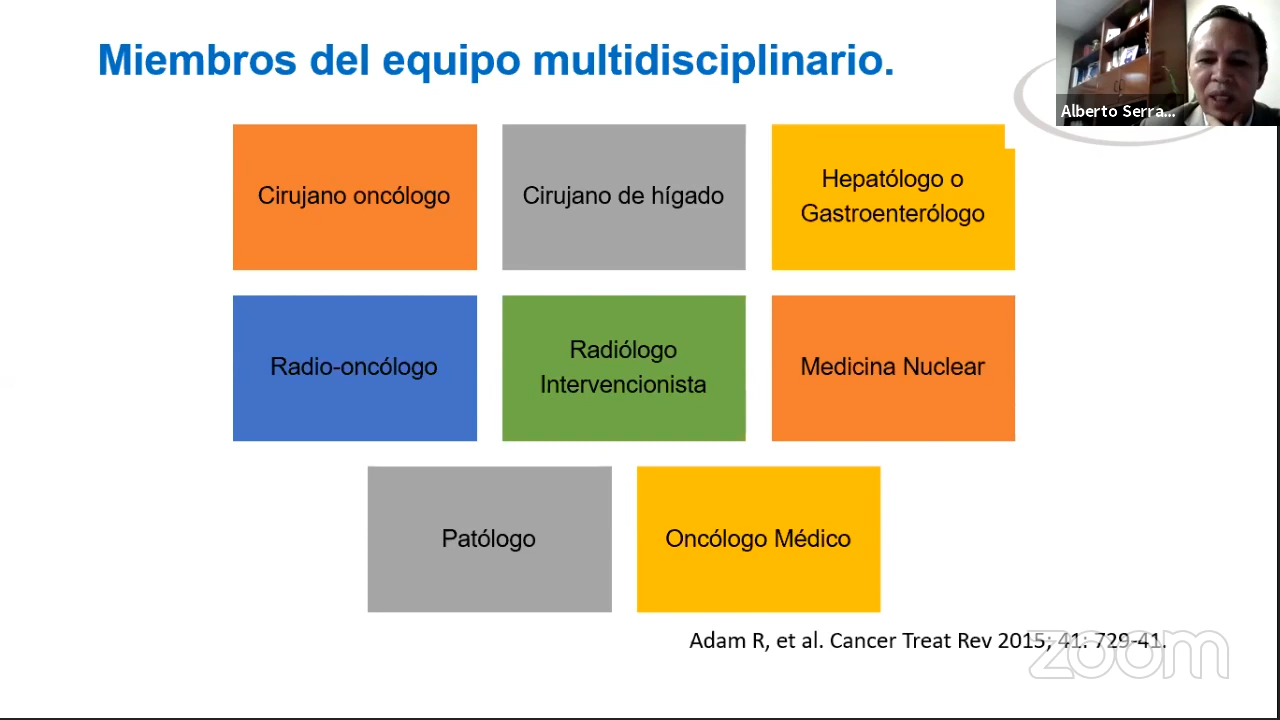 Miembros del equipo multidisciplinario.
Alberto Serra...
Cirujano oncólogo
Cirujano de hígado
Hepatólogo o
Gastroenterólogo
Radio-oncólogo
Radiólogo
Intervencionista
Medicina Nuclear
Patólogo
Oncólogo Médico
Adam R, et al. Cancer Treat Rev 2015; 41: 729-41.
zoom